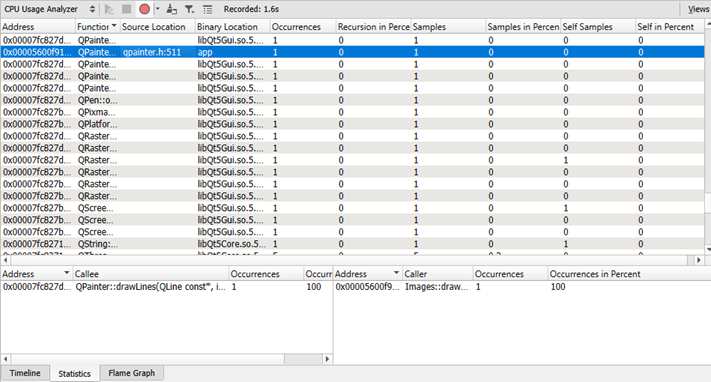 CPU Usage Analyzer Recorded: 1.6s Views
Address Function Source Location Binary Location Occurrences Recursion in Perce Samples Samples in Percen Self Samples Self in Percent
0x00007fc827d... QPainte... libQt5Gui.so.5.... 1 0 1 0 0 0
0x00005600f91... QPainte... qpainter.h:511 app 1 0 1 0 0 0
0x00007fc827d... QPainte... libQt5Gui.so.5.... 1 0 1 0 0 0
0x00007fc827d... QPainte... libQt5Gui.so.5.... 1 0 1 0 0 0
0x00007fc827d... QPainte... libQt5Gui.so.5.... 1 0 1 0 0 0
0x00007fc827d... QPen::o... libQt5Gui.so.5.... 1 0 1 0 0 0
0x00007fc827b... QPixma... libQt5Gui.so.5.... 1 0 1 0 0 0
0x00007fc827b... QPlatfor... libQt5Gui.so.5.... 1 0 1 0 0 0
0x00007fc827d... QRaster... libQt5Gui.so.5.... 1 0 1 0 0 0
0x00007fc827d... QRaster... libQt5Gui.so.5.... 1 0 1 0 0 0
0x00007fc827b... QRaster... libQt5Gui.so.5.... 1 0 1 0 1 0
0x00007fc827b... QRaster... libQt5Gui.so.5.... 1 0 1 0 0 0
0x00007fc827b... QRaster... libQt5Gui.so.5.... 1 0 1 0 0 0
0x00007fc827b... QRaster... libQt5Gui.so.5.... 1 0 1 0 0 0
0x00007fc827b... QScree... libQt5Gui.so.5.... 1 0 1 0 1 0
0x00007fc827b... QScree... libQt5Gui.so.5.... 1 0 1 0 0 0
0x00007fc827b... QScree... libQt5Gui.so.5.... 1 0 1 0 0 0
0x00007fc8271... QString:... libQt5Core.so.5... 1 0 1 0 1 0
Address Callee Occurrences Occurr Address Caller Occurrences Occurrences in Percent
0x00007fc827d... QPainter::drawLines(QLine const*, i... 1 100 0x00005600f9... Images::draw... 1 100
Timeline Statistics Flame Graph